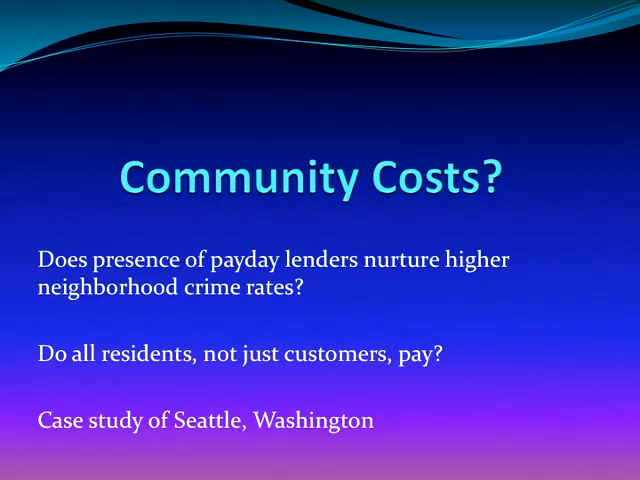 Community Costs?
Does presence of payday lenders nurture higher
neighborhood crime rates?
Do all residents, not just customers, pay?
Case study of Seattle, Washington